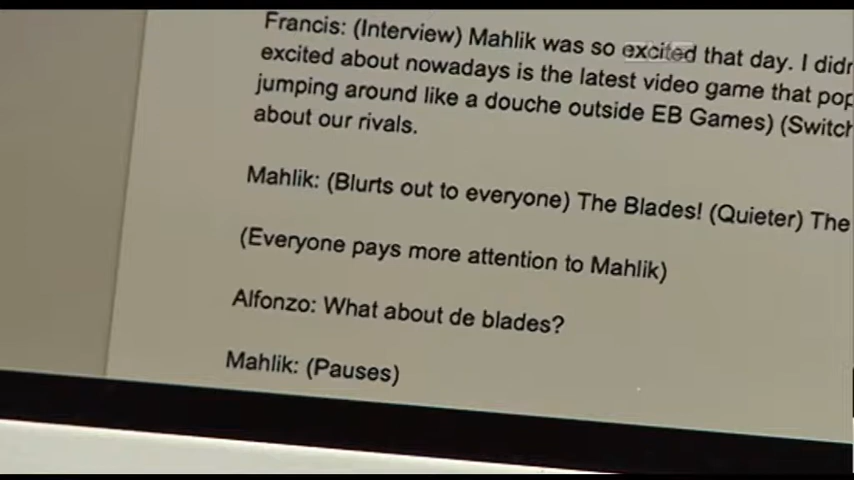 Francis: (Interview) Mahlik was so excited that day. I didn
excited about nowadays is the latest video game that pop
jumping around like a douche outside EB Games) (Switch
about our rivals.
Mahlik: (Blurts out to everyone) The Blades! (Quieter) The
(Everyone pays more attention to Mahlik)
Alfonzo: What about de blades?
Mahlik: (Pauses)